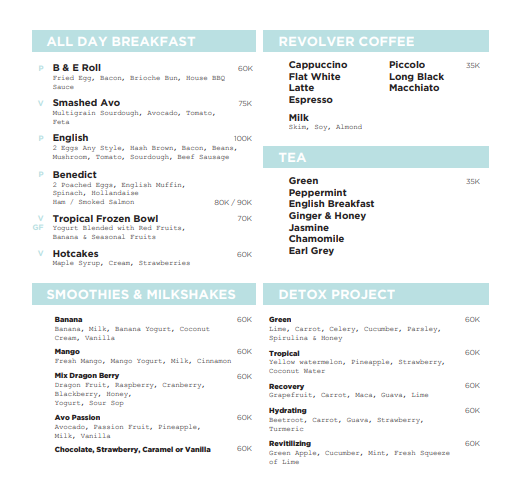 ALL DAY BREAKFAST
P B & E Roll 60K
Fried Egg, Bacon, Brioche Bun, House BBQ
Sauce
V Smashed Avo 75K
Multigrain Sourdough, Avocado, Tomato,
Feta
P English 100K
2 Eggs Any Style, Hash Brown, Bacon, Beans,
Mushroom, Tomato, Sourdough, Beef Sausage
P Benedict
2 Poached Eggs, English Muffin,
Spinach, Hollandaise
Ham / Smoked Salmon 80K / 90K
V Tropical Frozen Bowl 70K
GF Yogurt Blended with Red Fruits,
Banana & Seasonal Fruits
V Hotcakes 60K
Maple Syrup, Cream, Strawberries
REVOLVER COFFEE
Cappuccino Piccolo 35K
Flat White Long Black
Latte Macchiato
Espresso
Milk
Skim, Soy, Almond
TEA
Green 35K
Peppermint
English Breakfast
Ginger & Honey
Jasmine
Chamomile
Earl Grey
SMOOTHIES & MILKSHAKES
Banana 60K
Banana, Milk, Banana Yogurt, Coconut
Cream, Vanilla
Mango 60K
Fresh Mango, Mango Yogurt, Milk, Cinnamon
Mix Dragon Berry 60K
Dragon Fruit, Raspberry, Cranberry,
Blackberry, Honey,
Yogurt, Sour Sop
Avo Passion 60K
Avocado, Passion Fruit, Pineapple,
Milk, Vanilla
Chocolate, Strawberry, Caramel or Vanilla 60K
DETOX PROJECT
Green 60K
Lime, Carrot, Celery, Cucumber, Parsley,
Spirulina & Honey
Tropical 60K
Yellow watermelon, Pineapple, Strawberry,
Coconut Water
Recovery 60K
Grapefruit, Carrot, Maca, Guava, Lime
Hydrating 60K
Beetroot, Carrot, Guava, Strawberry,
Turmeric
Revitilizing 60K
Green Apple, Cucumber, Mint, Fresh Squeeze
of Lime